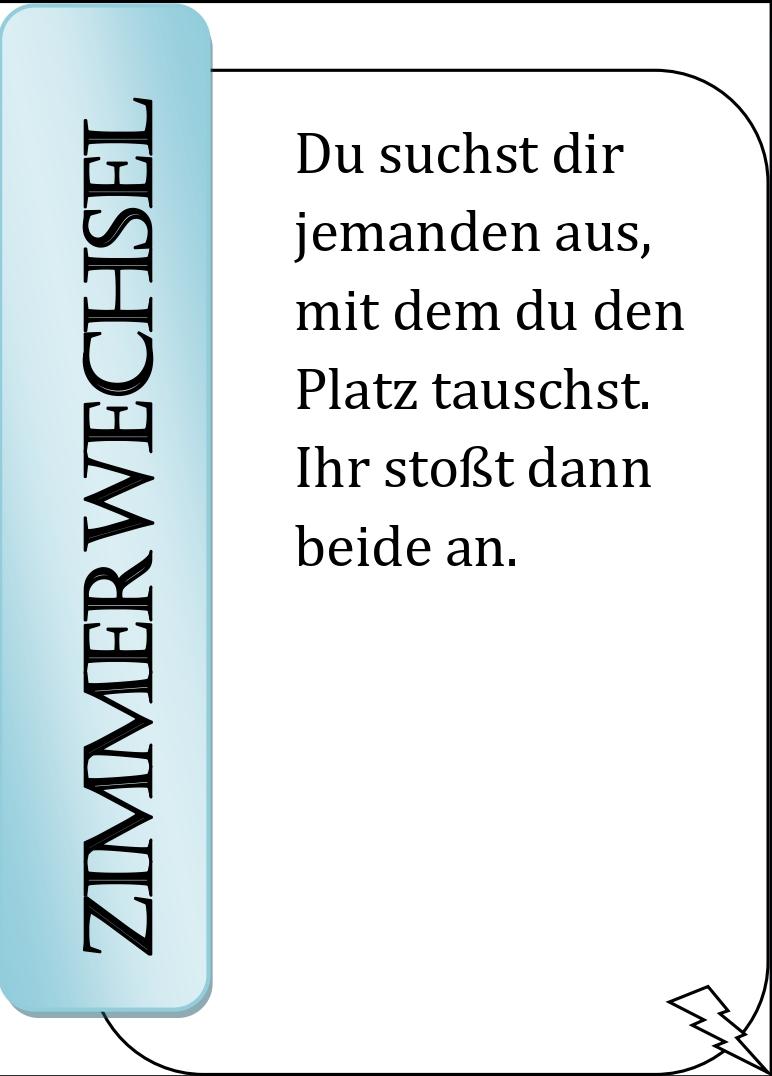 ZIMMERWECHSEL
Du suchst dir
jemanden aus,
mit dem du den
Platz tauschst.
Ihr stoßt dann
beide an.